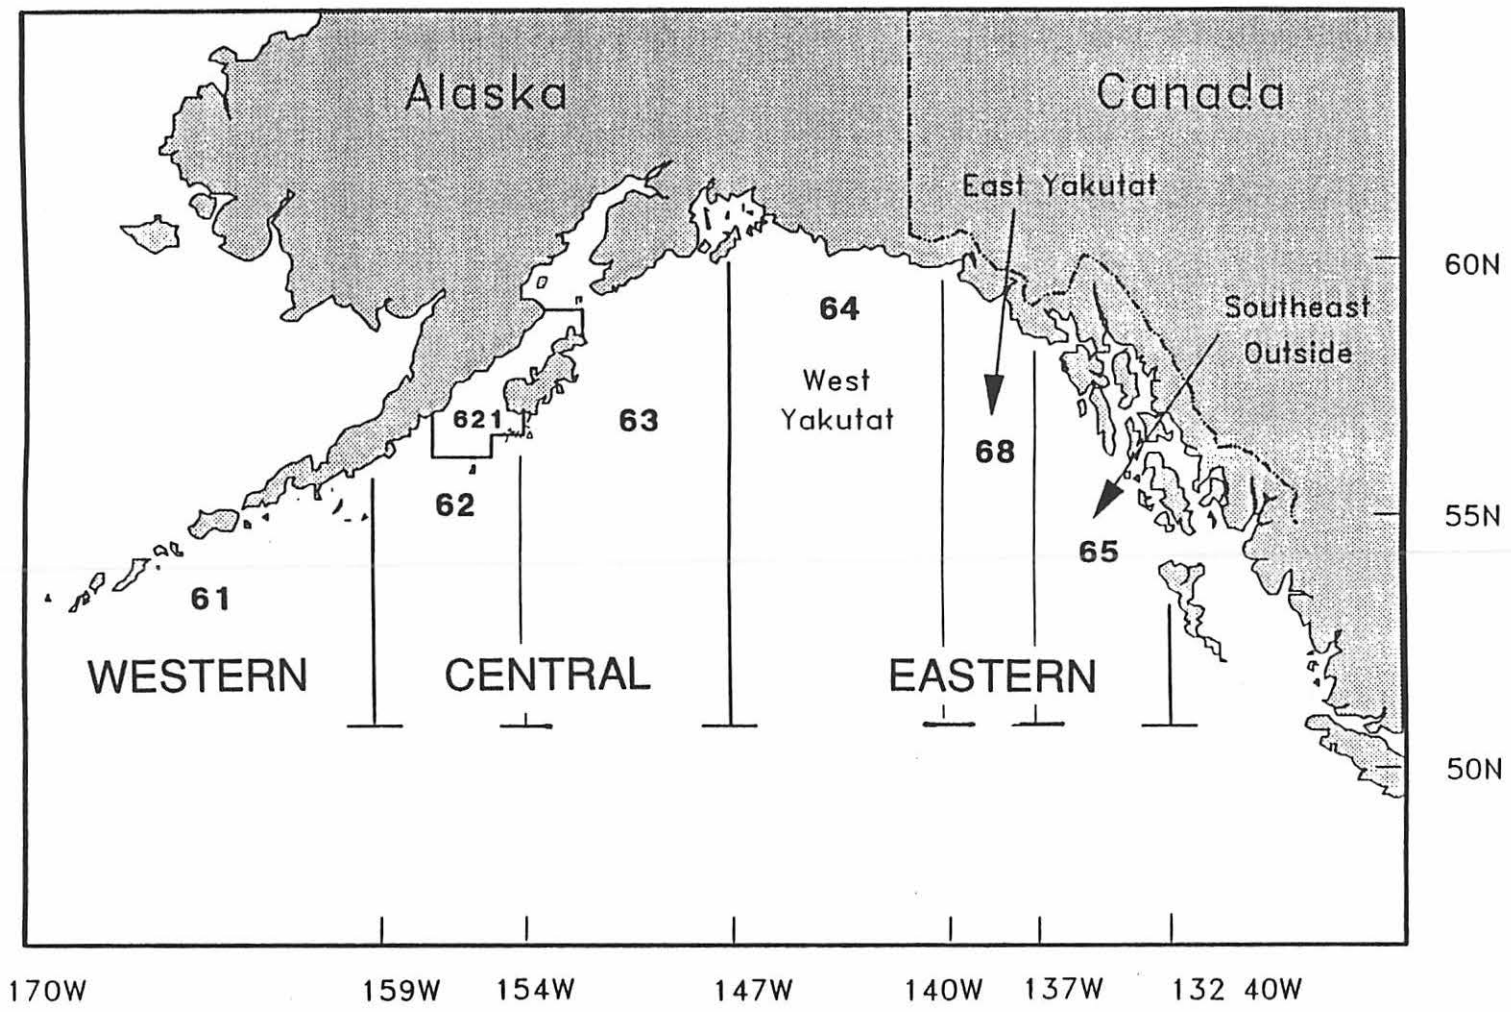 Alaska
Canada
East Yakutat
60N
64
Southeast
Outside
West
Yakutat
621
63
68
62
55N
65
61
WESTERN
CENTRAL
EASTERN
50N
170W
159W
154W
147W
140W
137W
132 40W